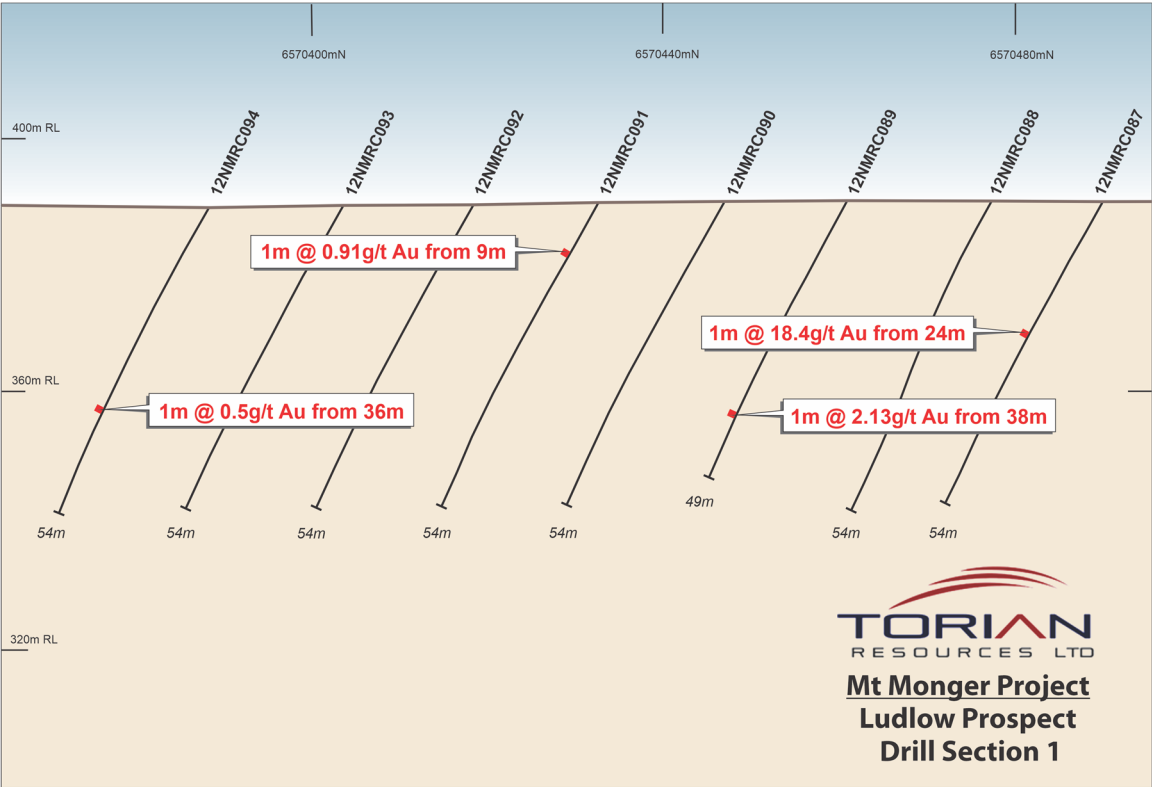 6570400mN
6570440mN
6570480mN
400m RL
12NMRC094
12NMRC093
12NMRC092
12NMRC091
12NMRC090
12NMRC089
12NMRC088
12NMRC087
1m @ 0.91g/t Au from 9m
1m @ 18.4g/t Au from 24m
360m RL
1m @ 0.5g/t Au from 36m
1m @ 2.13g/t Au from 38m
49m
54m
54m
54m
54m
54m
54m
54m
320m RL
TORIAN
RESOURCES LTD
Mt Monger Project
Ludlow Prospect
Drill Section 1